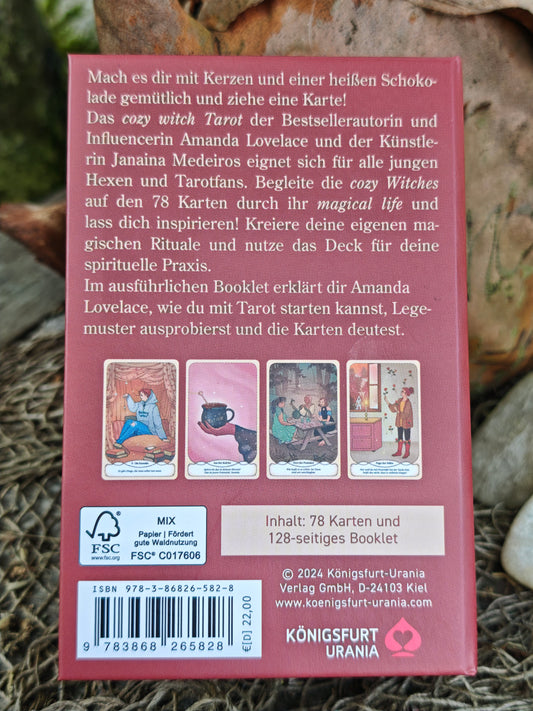 Mach es dir mit Kerzen und einer heißen Schoko-
lade gemütlich und ziehe eine Karte!
Das cozy witch Tarot der Bestsellerautorin und
Influencerin Amanda Lovelace und der Künstle-
rin Janaina Medeiros eignet sich für alle jungen
Hexen und Tarotfans. Begleite die cozy Witches
auf den 78 Karten durch ihr magical life und
lass dich inspirieren! Kreiere deine eigenen ma-
gischen Rituale und nutze das Deck für deine
spirituelle Praxis.
Im ausführlichen Booklet erklärt dir Amanda
Lovelace, wie du mit Tarot starten kannst, Lege-
muster ausprobierst und die Karten deutest.
FSC
www.fsc.org
MIX
Papier | Fördert
gute Waldnutzung
FSC® C017606
Inhalt: 78 Karten und
128-seitiges Booklet
© 2024 Königsfurt-Urania
Verlag GmbH, D-24103 Kiel
www.koenigsfurt-urania.com
ISBN 978-3-86826-582-8
9 783868 265828
€[D] 22,00
KÖNIGSFURT
URANIA